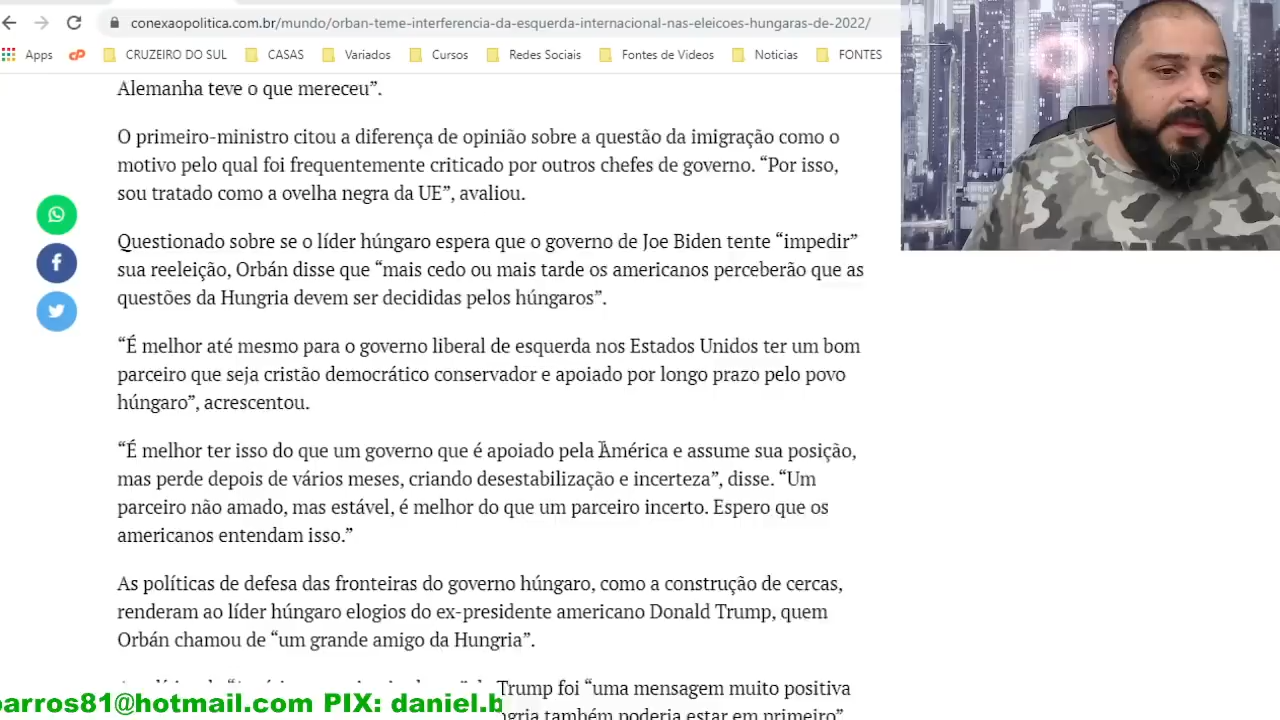 conexaopolitica.com.br/mundo/orban-teme-interferencia-da-esquerda-internacional-nas-eleicoes-hungaras-de-2022/
Apps CRUZEIRO DO SUL CASAS Variados Cursos Redes Sociais Fontes de Videos Noticias FONTES
Alemanha teve o que mereceu”.
O primeiro-ministro citou a diferença de opinião sobre a questão da imigração como o
motivo pelo qual foi frequentemente criticado por outros chefes de governo. “Por isso,
sou tratado como a ovelha negra da UE”, avaliou.
Questionado sobre se o líder húngaro espera que o governo de Joe Biden tente “impedir”
sua reeleição, Orbán disse que “mais cedo ou mais tarde os americanos perceberão que as
questões da Hungria devem ser decididas pelos húngaros”.
“É melhor até mesmo para o governo liberal de esquerda nos Estados Unidos ter um bom
parceiro que seja cristão democrático conservador e apoiado por longo prazo pelo povo
húngaro”, acrescentou.
“É melhor ter isso do que um governo que é apoiado pela América e assume sua posição,
mas perde depois de vários meses, criando desestabilização e incerteza”, disse. “Um
parceiro não amado, mas estável, é melhor do que um parceiro incerto. Espero que os
americanos entendam isso.”
As políticas de defesa das fronteiras do governo húngaro, como a construção de cercas,
renderam ao líder húngaro elogios do ex-presidente americano Donald Trump, quem
Orbán chamou de “um grande amigo da Hungria”.
Trump foi “uma mensagem muito positiva
também poderia estar em primeiro”
barros81@hotmail.com PIX: daniel.b